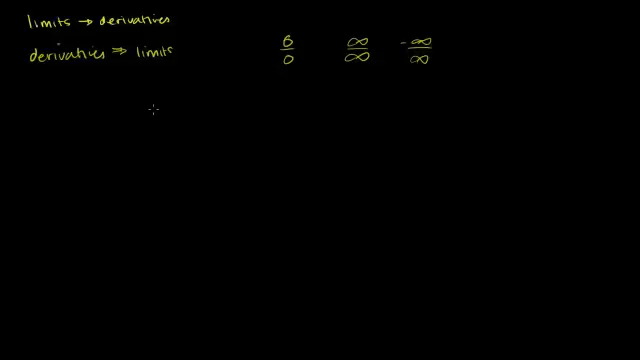 limits → derivatives
derivatives ⇒ limits
0/0 ∞/∞ -∞/∞